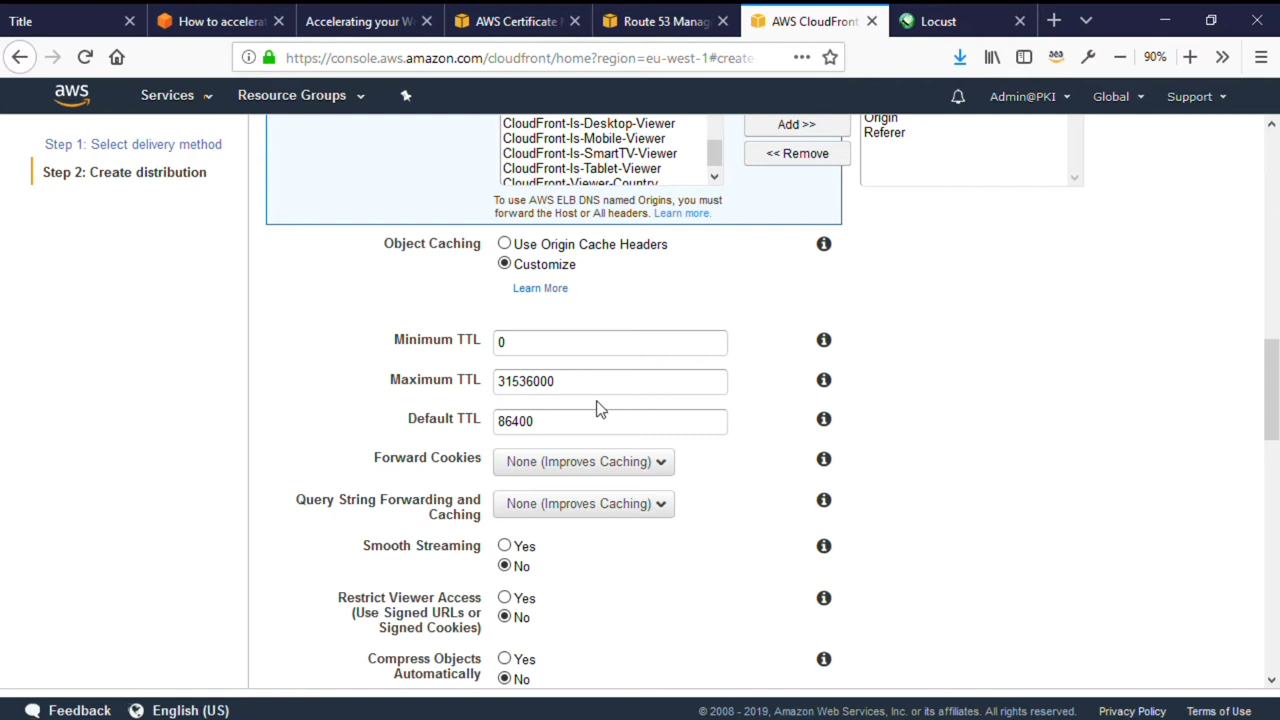 Title
How to accelerat
Accelerating your W
AWS Certificate M
Route 53 Manag
AWS CloudFront
Locust
https://console.aws.amazon.com/cloudfront/home?region=eu-west-1#create
90%
aws
Services
Resource Groups
Admin@PKI
Global
Support
Step 1: Select delivery method
Step 2: Create distribution
CloudFront-Is-Desktop-Viewer
CloudFront-Is-Mobile-Viewer
CloudFront-Is-SmartTV-Viewer
CloudFront-Is-Tablet-Viewer
CloudFront-Viewer-Country
Add >>
<< Remove
Origin
Referer
To use AWS ELB DNS named Origins, you must
forward the Host or All headers. Learn more.
Object Caching
Use Origin Cache Headers
Customize
Learn More
Minimum TTL
0
Maximum TTL
31536000
Default TTL
86400
Forward Cookies
None (Improves Caching)
Query String Forwarding and
Caching
None (Improves Caching)
Smooth Streaming
Yes
No
Restrict Viewer Access
(Use Signed URLs or
Signed Cookies)
Yes
No
Compress Objects
Automatically
Yes
No
Feedback
English (US)
© 2008 - 2019, Amazon Web Services, Inc. or its affiliates. All rights reserved.
Privacy Policy
Terms of Use